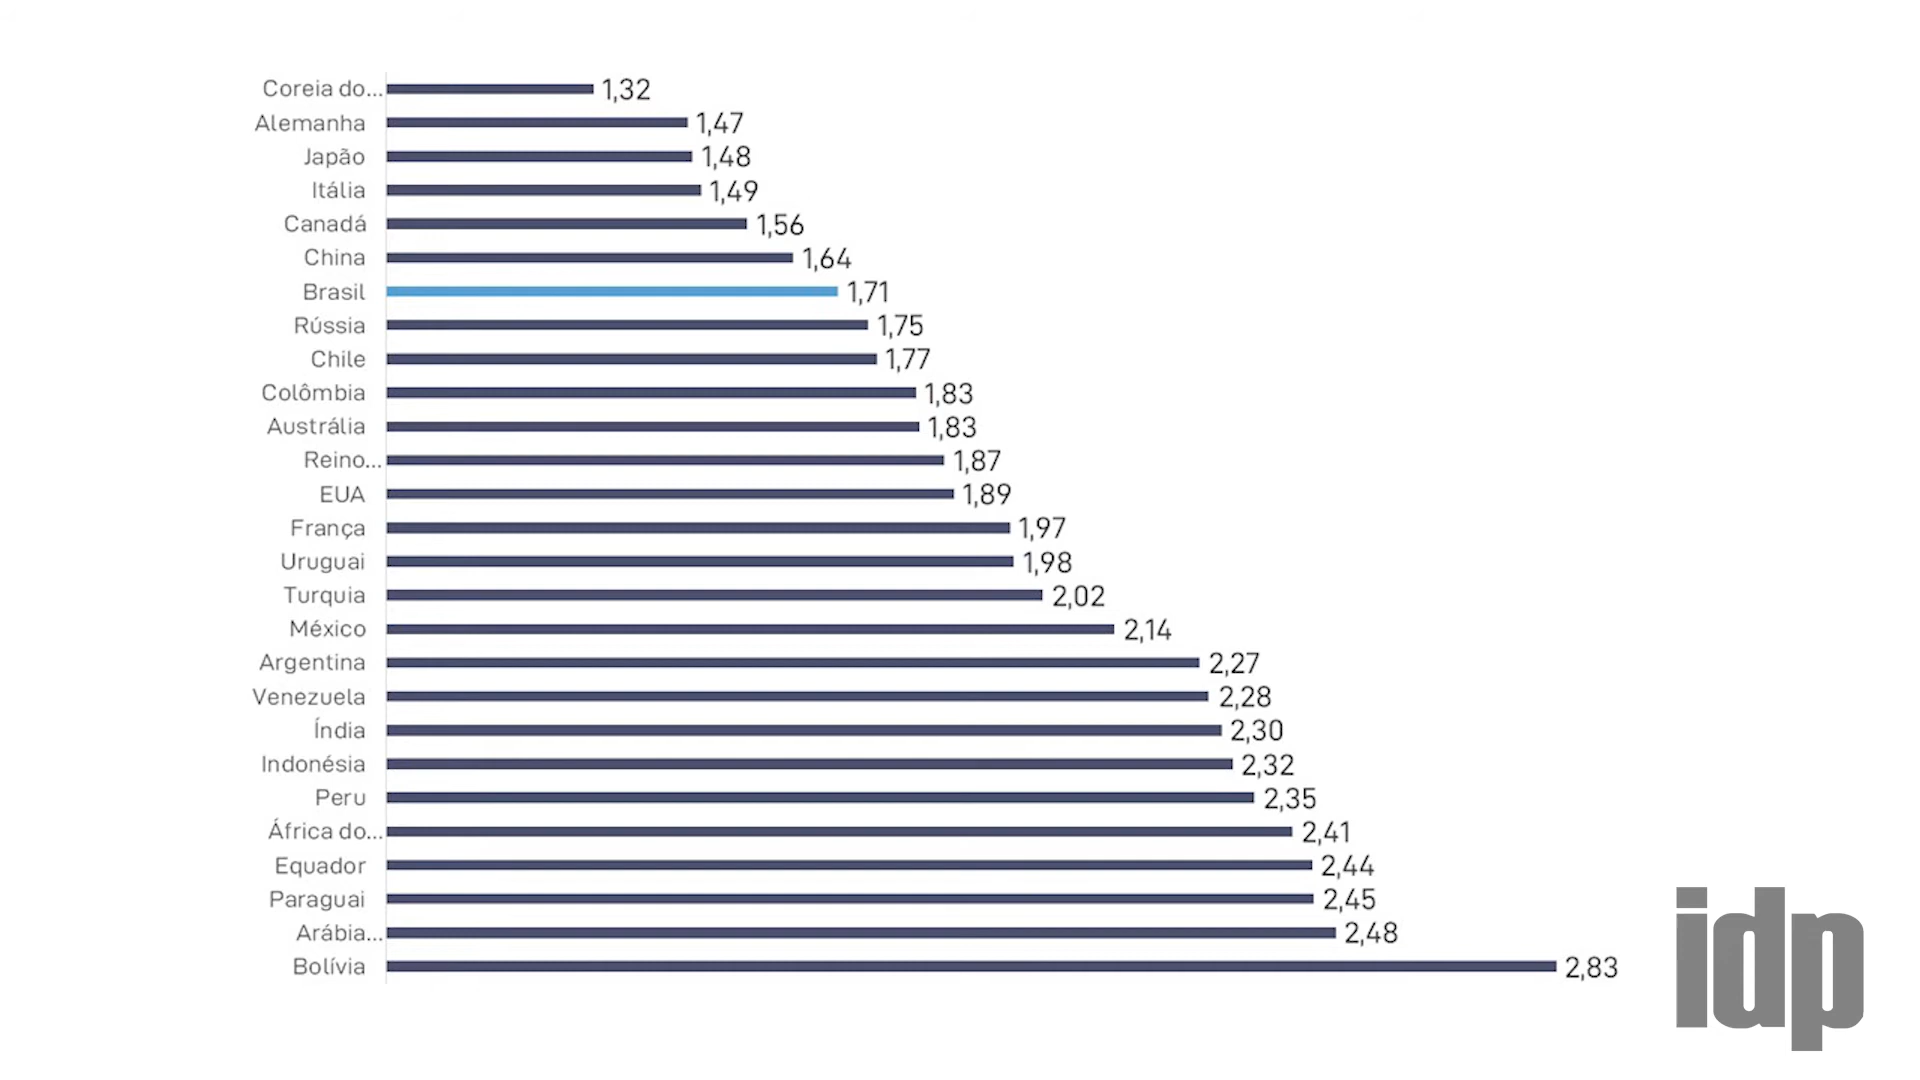 Coreia do... 1,32
Alemanha 1,47
Japão 1,48
Itália 1,49
Canadá 1,56
China 1,64
Brasil 1,71
Rússia 1,75
Chile 1,77
Colômbia 1,83
Austrália 1,83
Reino... 1,87
EUA 1,89
França 1,97
Uruguai 1,98
Turquia 2,02
México 2,14
Argentina 2,27
Venezuela 2,28
Índia 2,30
Indonésia 2,32
Peru 2,35
África do... 2,41
Equador 2,44
Paraguai 2,45
Arábia... 2,48
Bolívia 2,83
idp